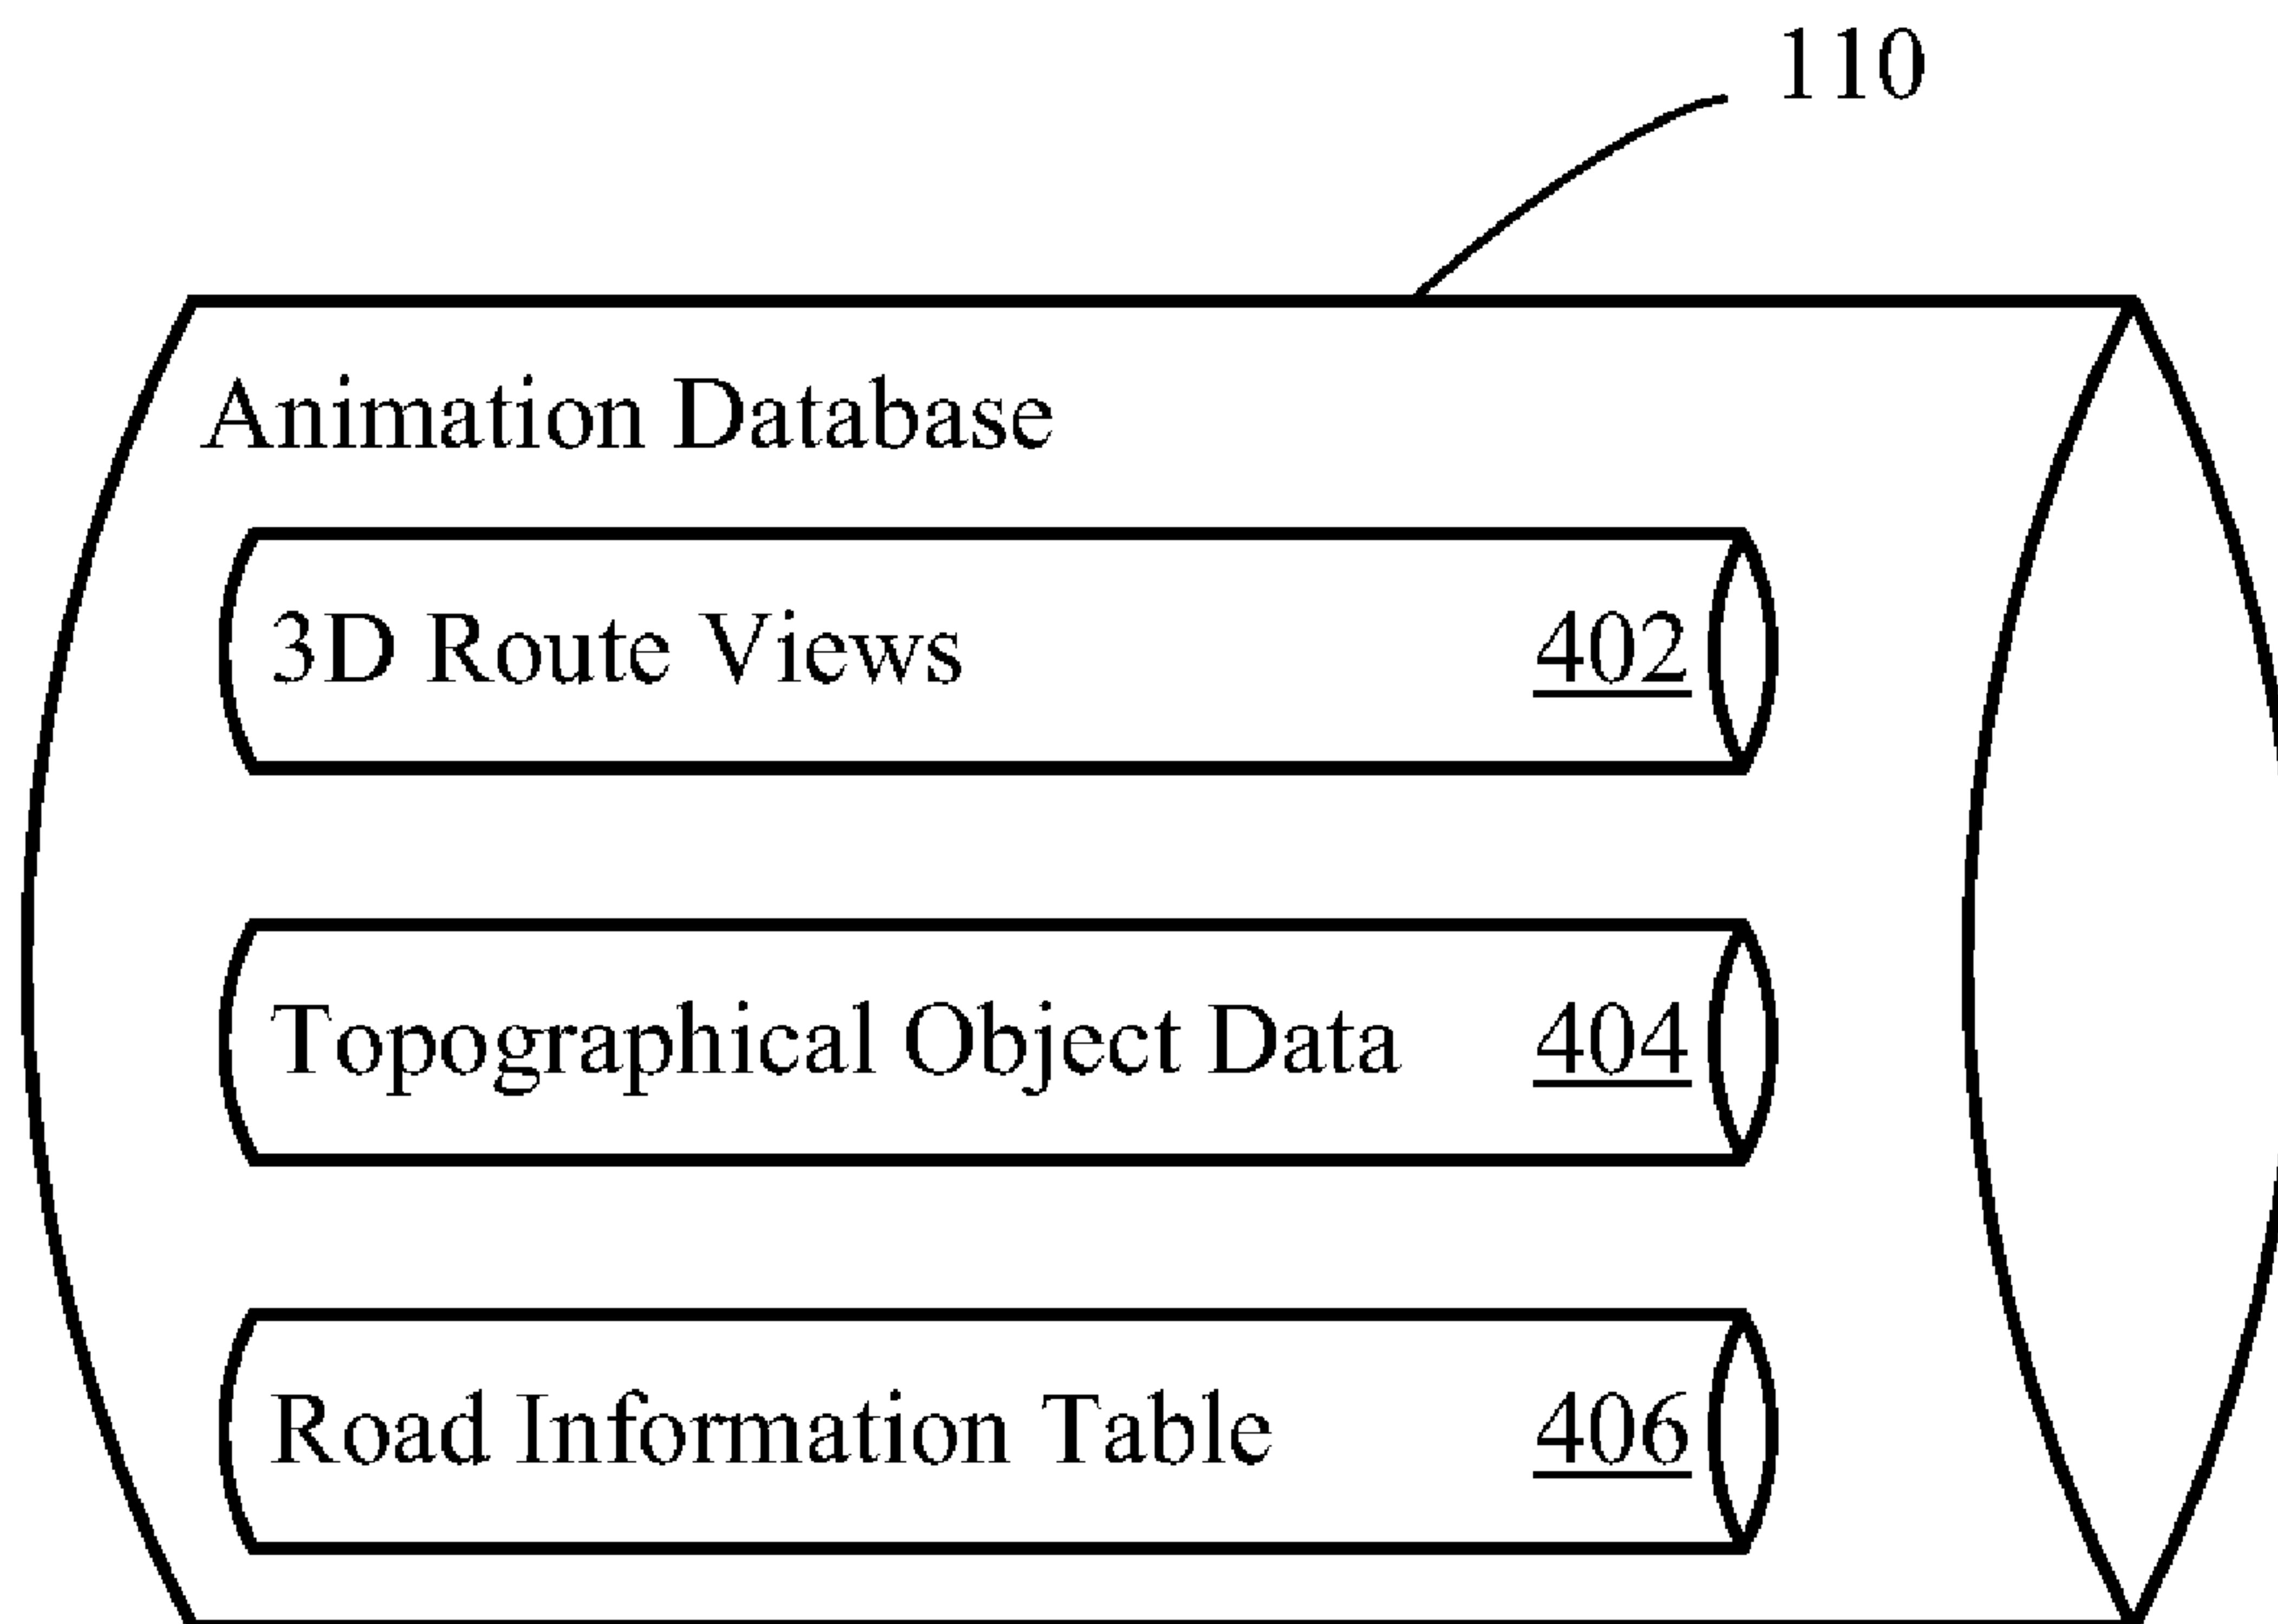 110
Animation Database
3D Route Views 402
Topographical Object Data 404
Road Information Table 406